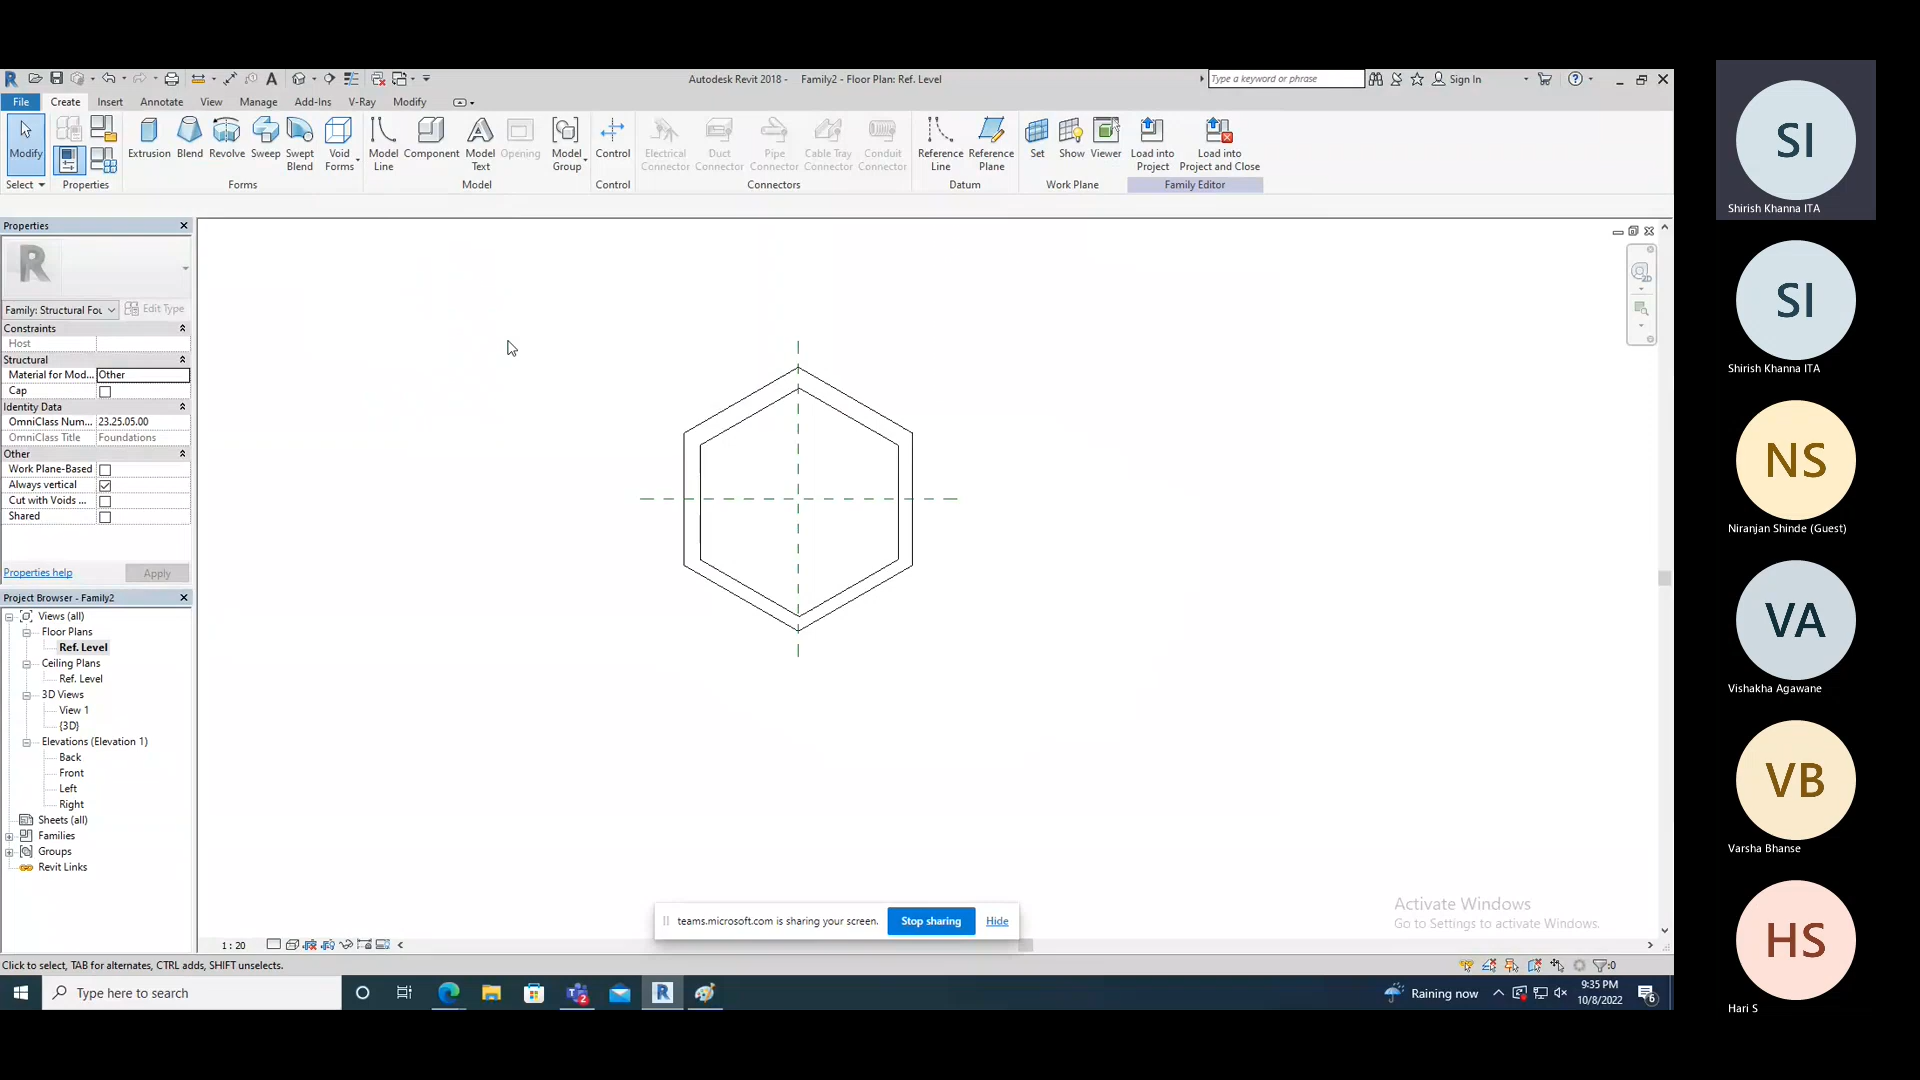 Autodesk Revit 2018 - Family2 - Floor Plan: Ref. Level
Type a keyword or phrase
Sign In
File Create Insert Annotate View Manage Add-Ins V-Ray Modify
Modify
Extrusion Blend Revolve Sweep Swept Blend Void Forms
Model Line Component Model Text Opening Model Group
Control
Electrical Connector Duct Connector Pipe Connector Cable Tray Connector Conduit Connector
Reference Line Reference Plane
Set Show Viewer
Load into Project Load into Project and Close
Select Properties Forms Model Control Connectors Datum Work Plane Family Editor
Properties
Family: Structural Fou Edit Type
Constraints
Host
Structural
Material for Mod... Other
Cap
Identity Data
OmniClass Num... 23.25.05.00
OmniClass Title Foundations
Other
Work Plane-Based
Always vertical
Cut with Voids ...
Shared
Properties help Apply
Project Browser - Family2
Views (all)
Floor Plans
Ref. Level
Ceiling Plans
Ref. Level
3D Views
View 1
{3D}
Elevations (Elevation 1)
Back
Front
Left
Right
Sheets (all)
Families
Groups
Revit Links
1 : 20
teams.microsoft.com is sharing your screen. Stop sharing Hide
Activate Windows
Go to Settings to activate Windows.
Click to select, TAB for alternates, CTRL adds, SHIFT unselects.
:0
Type here to search
2
Raining now
9:35 PM
10/8/2022
6
SI
Shirish Khanna ITA
SI
Shirish Khanna ITA
NS
Niranjan Shinde (Guest)
VA
Vishakha Agawane
VB
Varsha Bhanse
HS
Hari S